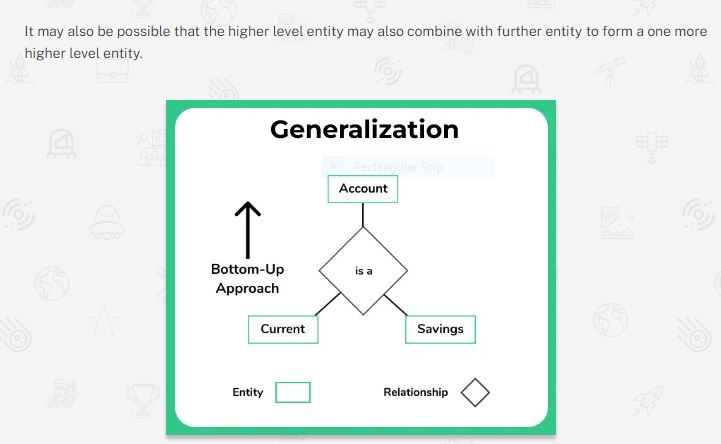 It may also be possible that the higher level entity may also combine with further entity to form a one more
higher level entity.
Generalization
Rectangular Snip
Account
Bottom-Up
Approach
is a
Current
Savings
Entity
Relationship